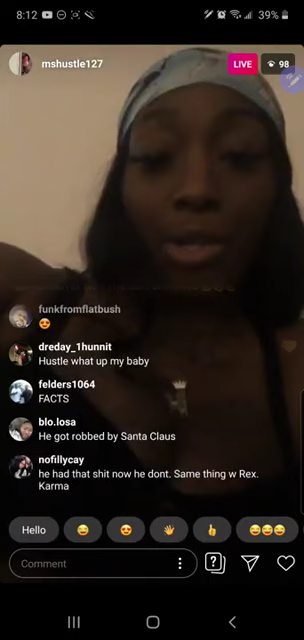 8:12
39%
mshustle127
LIVE
98
funkfromflatbush
😍
dreday_1hunnit
Hustle what up my baby
felders1064
FACTS
blo.losa
He got robbed by Santa Claus
nofillycay
he had that shit now he dont. Same thing w Rex.
Karma
Hello 😂 😍 👋 👍 😂😂😂
Comment